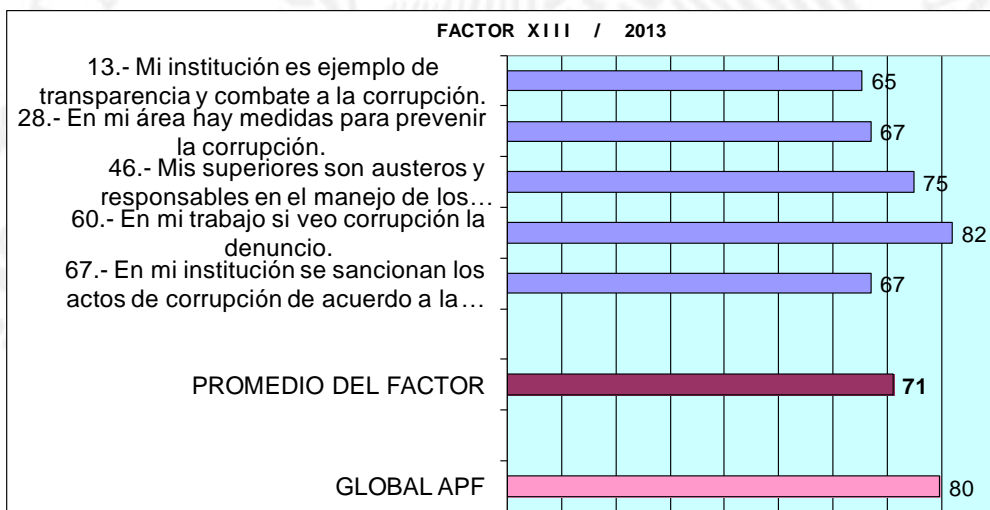 FACTOR XIII / 2013
13.- Mi institución es ejemplo de
transparencia y combate a la corrupción.
65
28.- En mi área hay medidas para prevenir
la corrupción.
67
46.- Mis superiores son austeros y
responsables en el manejo de los…
75
60.- En mi trabajo si veo corrupción la
denuncio.
82
67.- En mi institución se sancionan los
actos de corrupción de acuerdo a la…
67
PROMEDIO DEL FACTOR
71
GLOBAL APF
80